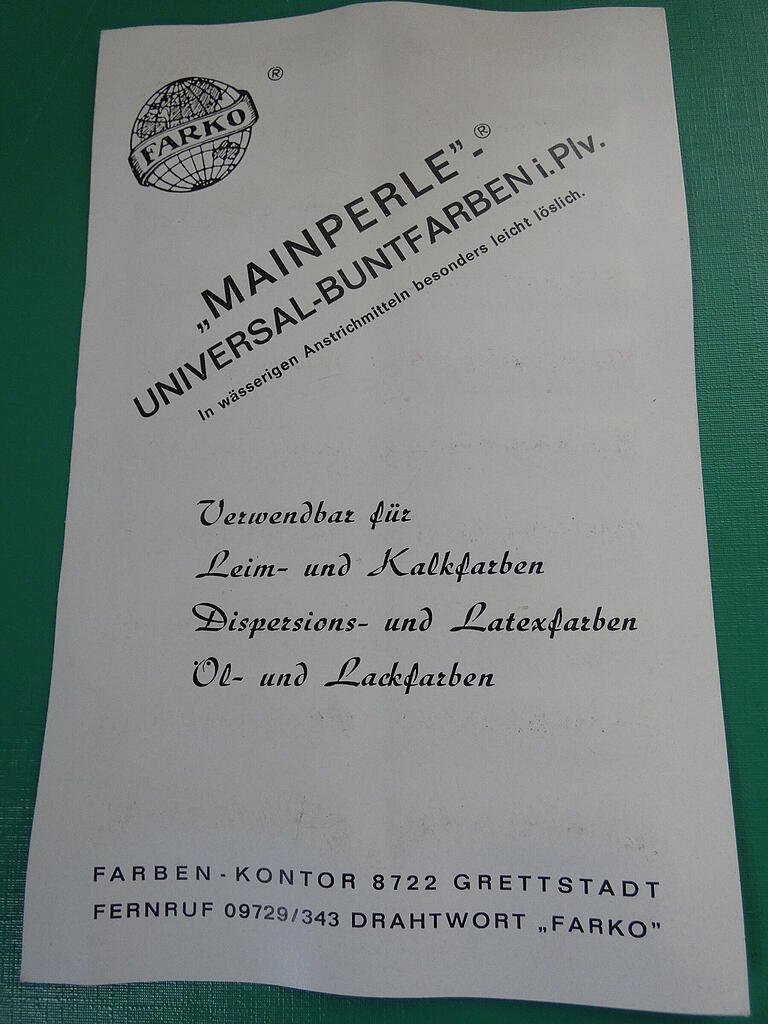 FARKO ®
„MAINPERLE”-®
UNIVERSAL-BUNTFARBEN i. Plv.
In wässerigen Anstrichmitteln besonders leicht löslich.
Verwendbar für
Leim- und Kalkfarben
Dispersions- und Latexfarben
Öl- und Lackfarben
FARBEN-KONTOR 8722 GRETTSTADT
FERNRUF 09729/343 DRAHTWORT „FARKO”